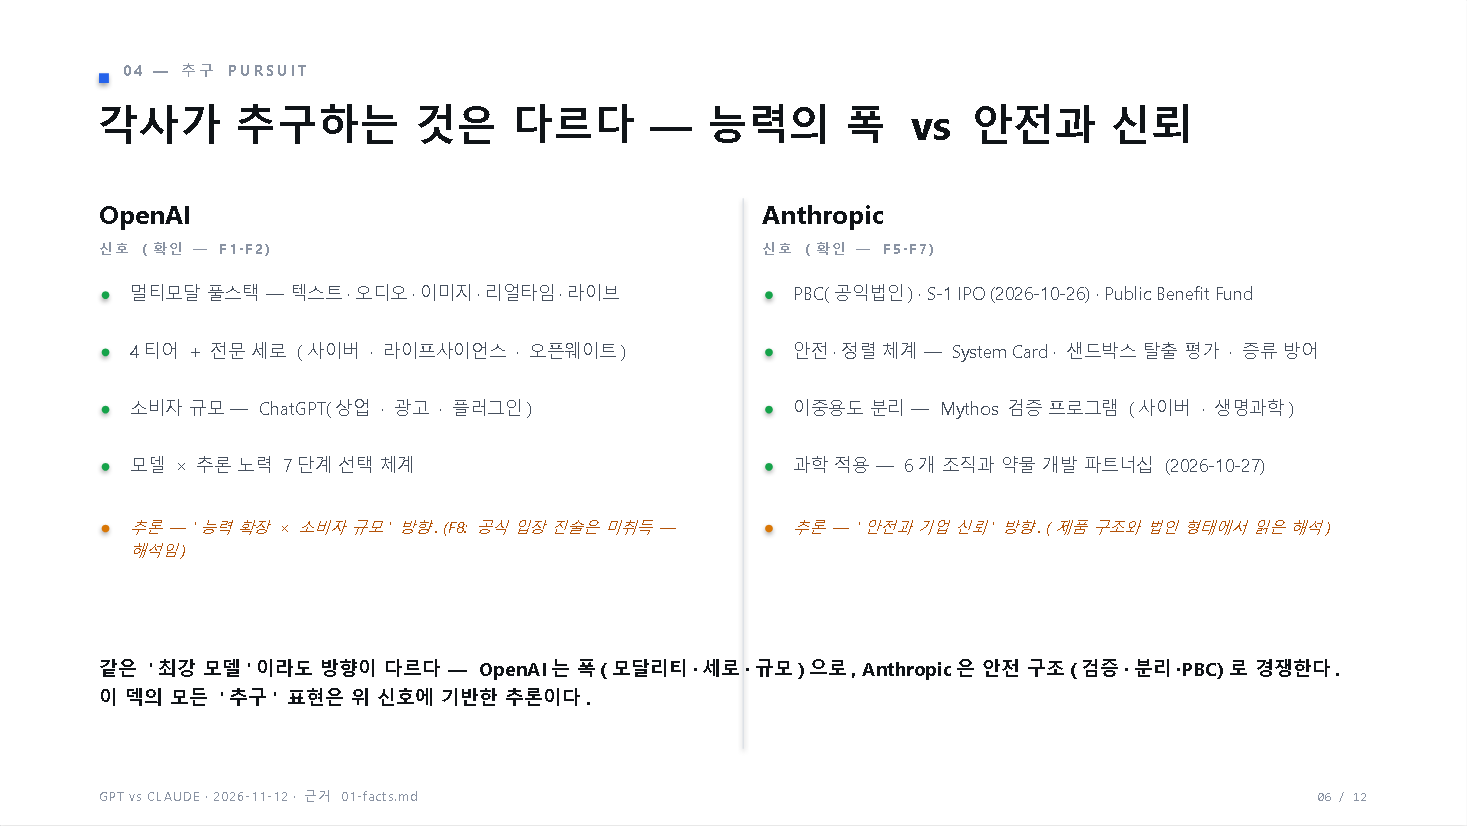 04 — 추구 PURSUIT
각사가 추구하는 것은 다르다 — 능력의 폭 vs 안전과 신뢰
OpenAI
신호 (확인 — F1-F2)
멀티모달 풀스택 — 텍스트·오디오·이미지·리얼타임·라이브
4티어 + 전문 세로 (사이버 · 라이프사이언스 · 오픈웨이트)
소비자 규모 — ChatGPT(상업 · 광고 · 플러그인)
모델 × 추론 노력 7단계 선택 체계
추론 — '능력 확장 × 소비자 규모' 방향. (F8: 공식 입장 진술은 미취득 —
해석임)
Anthropic
신호 (확인 — F5-F7)
PBC(공익법인) · S-1 IPO (2026-10-26) · Public Benefit Fund
안전·정렬 체계 — System Card · 샌드박스 탈출 평가 · 증류 방어
이중용도 분리 — Mythos 검증 프로그램 (사이버 · 생명과학)
과학 적용 — 6개 조직과 약물 개발 파트너십 (2026-10-27)
추론 — '안전과 기업 신뢰' 방향. (제품 구조와 법인 형태에서 읽은 해석)
같은 '최강 모델'이라도 방향이 다르다 — OpenAI는 폭(모달리티·세로·규모)으로, Anthropic은 안전 구조(검증·분리·PBC)로 경쟁한다.
이 덱의 모든 '추구' 표현은 위 신호에 기반한 추론이다.
GPT vs CLAUDE · 2026-11-12 · 근거 01-facts.md
06 / 12